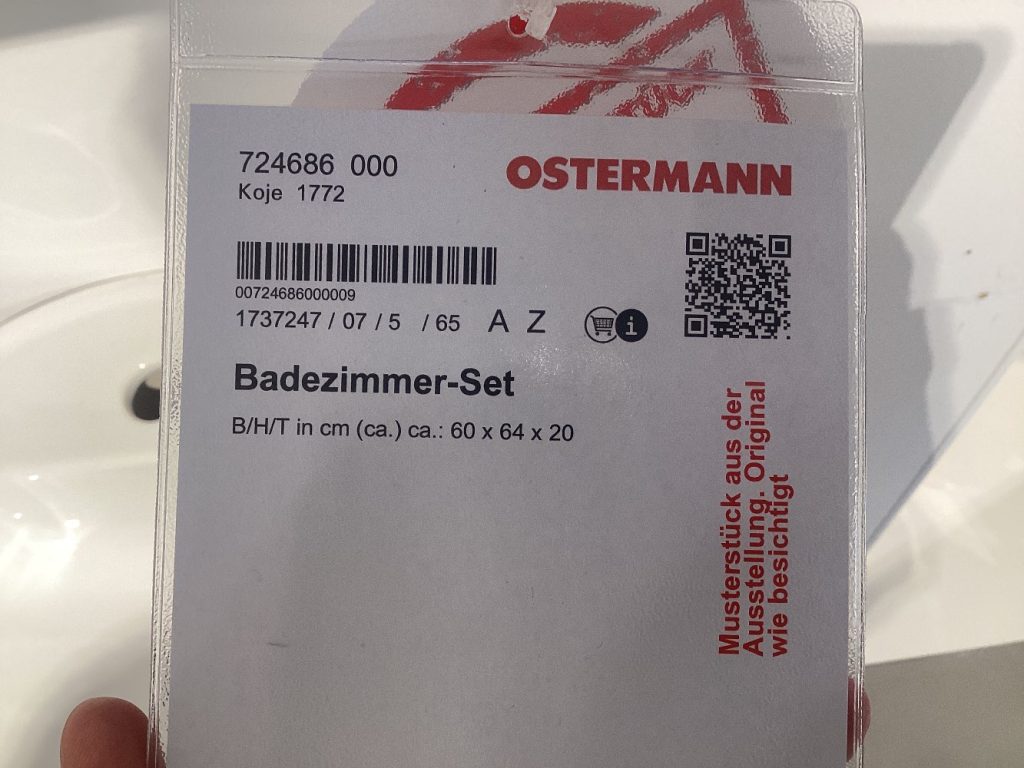 724686 000
Koje 1772
OSTERMANN
00724686000009
1737247 / 07 / 5 / 65 A Z
i
Badezimmer-Set
B/H/T in cm (ca.) ca.: 60 x 64 x 20
Musterstück aus der
Ausstellung. Original
wie besichtigt